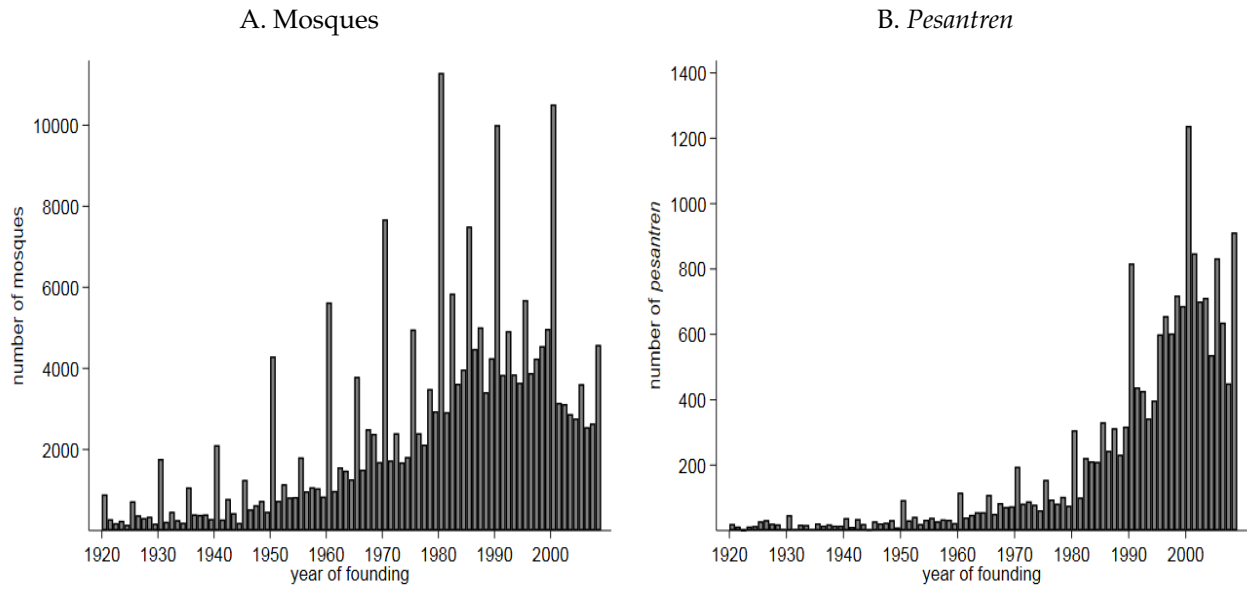 A. Mosques
number of mosques
10000
8000
6000
4000
2000
1920 1930 1940 1950 1960 1970 1980 1990 2000
year of founding
B. Pesantren
number of pesantren
1400
1200
1000
800
600
400
200
1920 1930 1940 1950 1960 1970 1980 1990 2000
year of founding